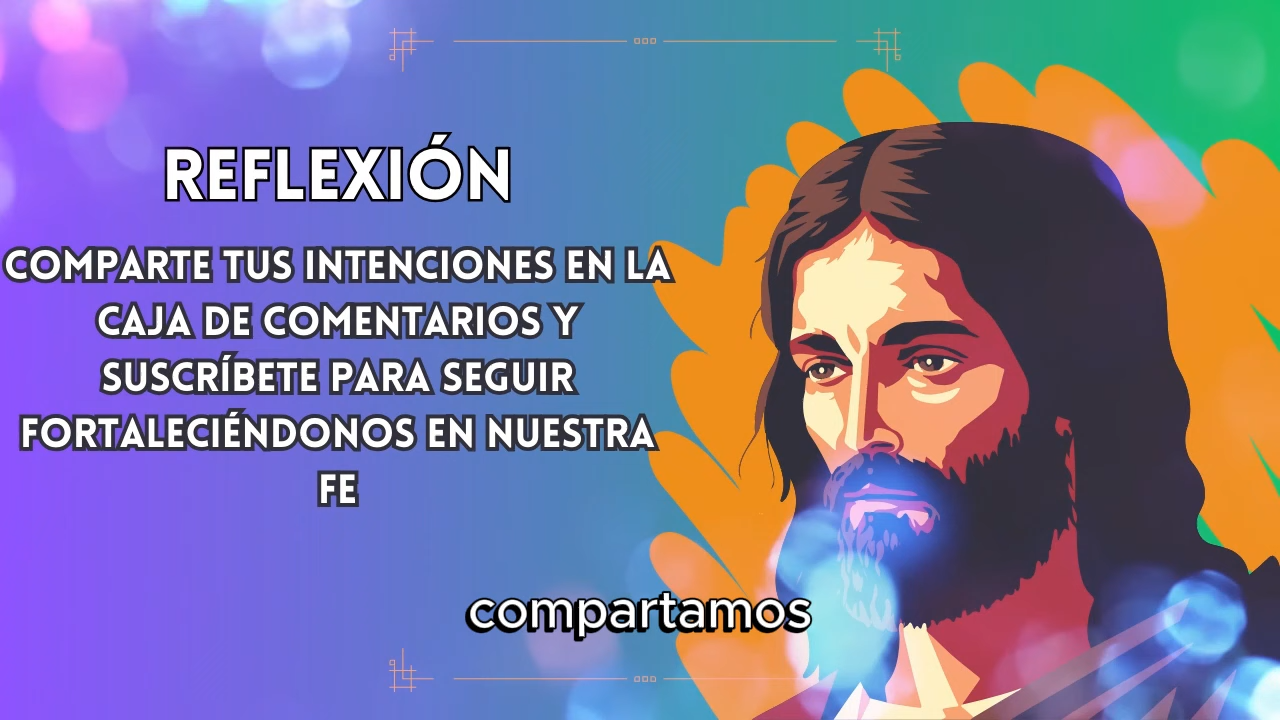 REFLEXIÓN
COMPARTE TUS INTENCIONES EN LA
CAJA DE COMENTARIOS Y
SUSCRÍBETE PARA SEGUIR
FORTALECIÉNDONOS EN NUESTRA
FE
compartamos